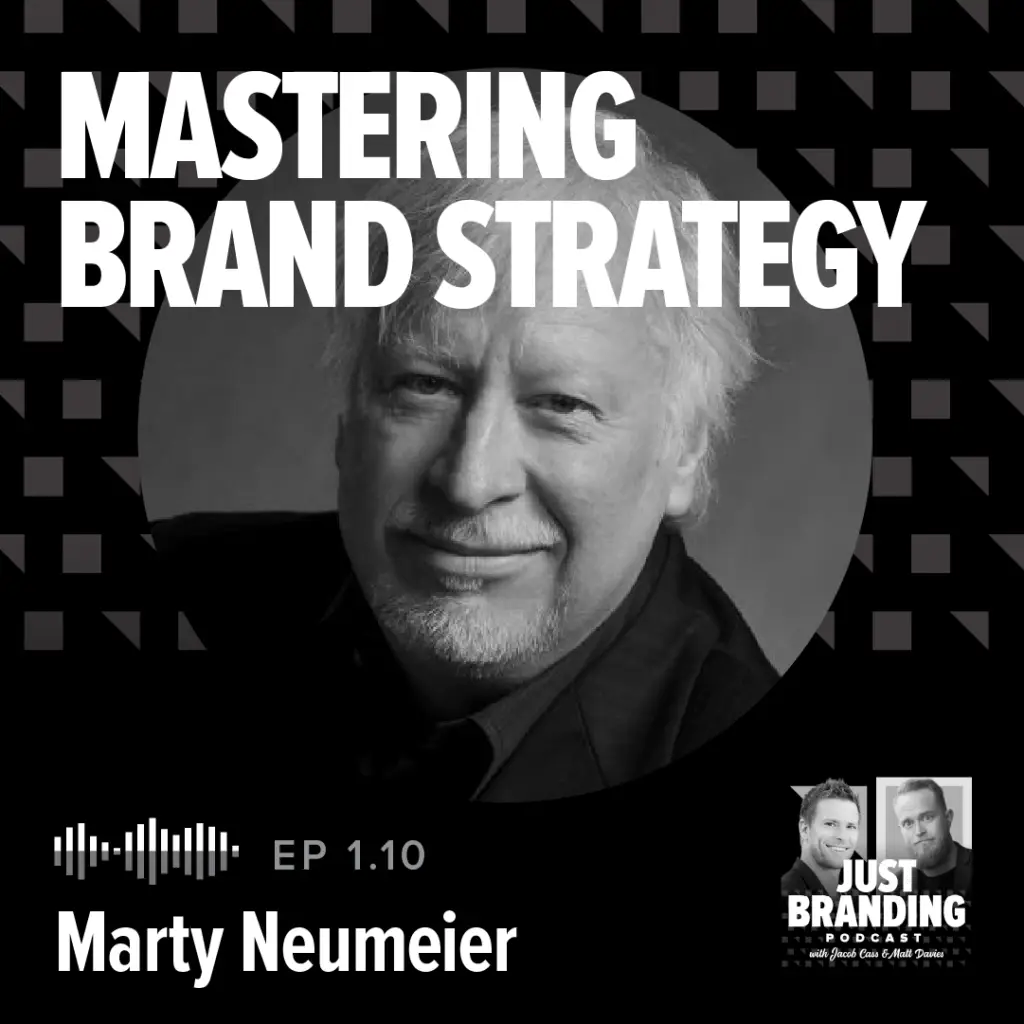 MASTERING
BRAND STRATEGY
EP 1.10
Marty Neumeier
JUST
BRANDING
PODCAST
with Jacob Cass & Matt Davies